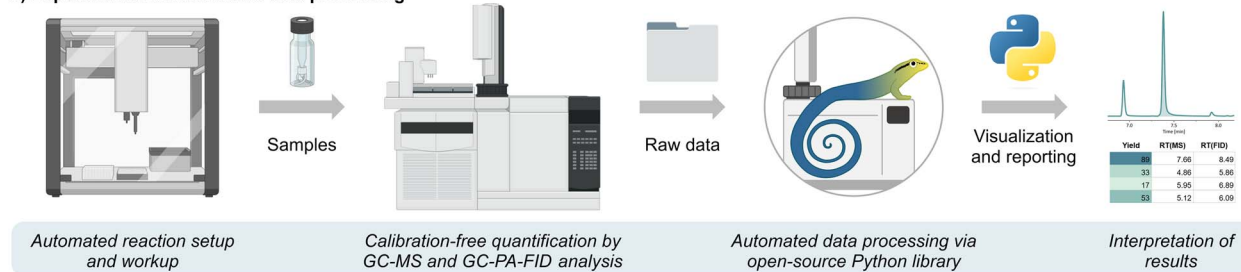 Samples
Raw data
Visualization
and reporting
7.0 7.5 8.0
Time [min]
Yield RT(MS) RT(FID)
89 7.66 8.49
33 4.86 5.86
17 5.95 6.89
53 5.12 6.09
Automated reaction setup
and workup
Calibration-free quantification by
GC-MS and GC-PA-FID analysis
Automated data processing via
open-source Python library
Interpretation of
results